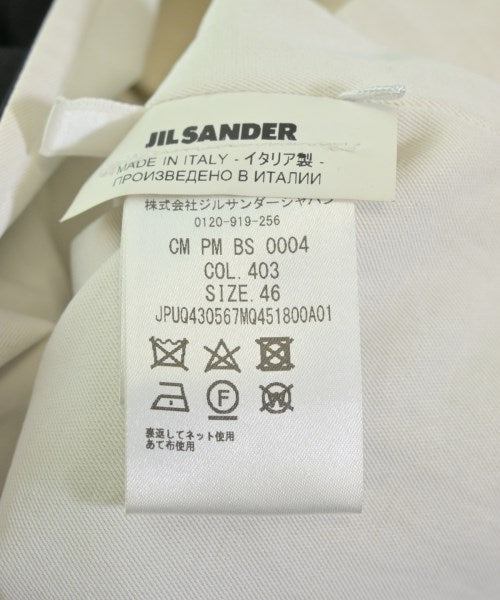 JIL SANDER
MADE IN ITALY - イタリア製 -
ПРОИЗВЕДЕНО В ИТАЛИИ
株式会社ジルサンダージャパン
0120-919-256
CM PM BS 0004
COL. 403
SIZE. 46
JPUQ430567MQ451800A01
F
W
裏返してネット使用
あて布使用